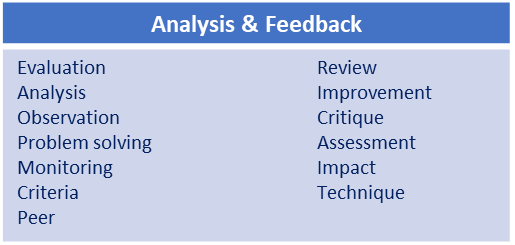 Analysis & Feedback
Evaluation
Analysis
Observation
Problem solving
Monitoring
Criteria
Peer
Review
Improvement
Critique
Assessment
Impact
Technique